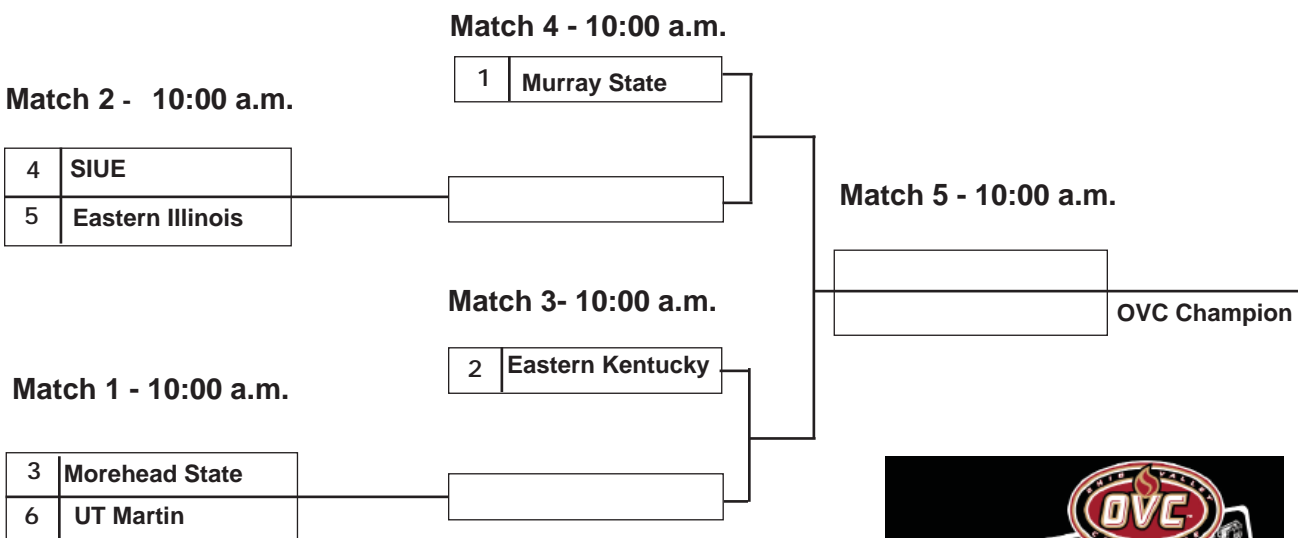 Match 4 - 10:00 a.m.
1 Murray State
Match 2 - 10:00 a.m.
4 SIUE
5 Eastern Illinois
Match 5 - 10:00 a.m.
OVC Champion
Match 3- 10:00 a.m.
2 Eastern Kentucky
Match 1 - 10:00 a.m.
3 Morehead State
6 UT Martin
OHIO VALLEY
OVC